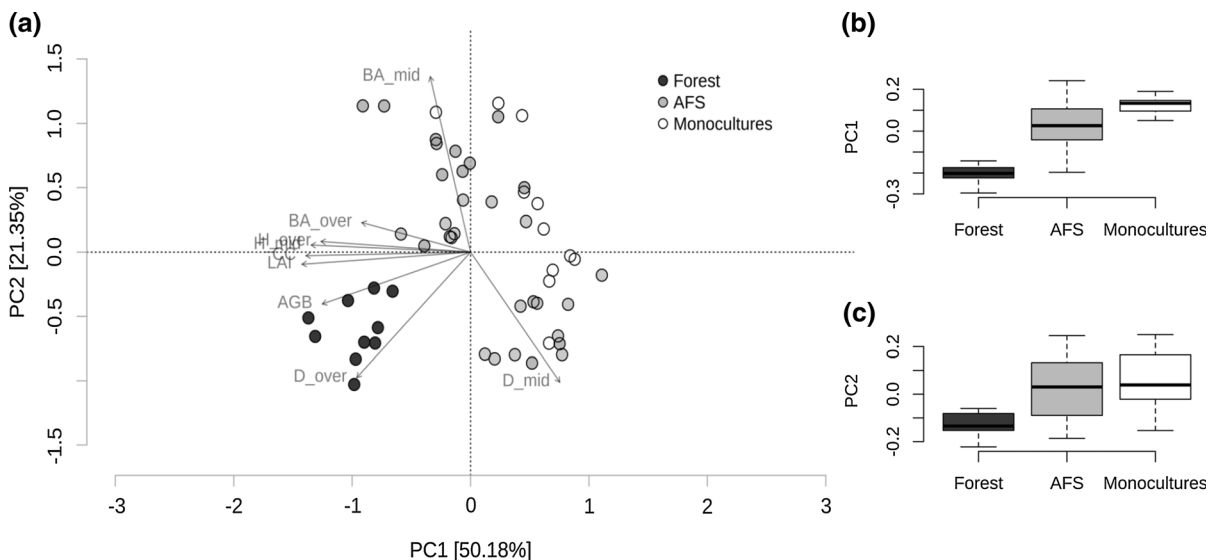 (a)
BA_mid
BA_over
H_over
H_mid
CC
LAI
AGB
D_over
D_mid
Forest
AFS
Monocultures
1.5
1.0
0.5
0.0
-0.5
-1.5
PC2 [21.35%]
-3 -2 -1 0 1 2 3
PC1 [50.18%]
(b)
PC1
0.2
0.0
-0.3
Forest AFS Monocultures
(c)
PC2
0.2
0.0
-0.2
Forest AFS Monocultures